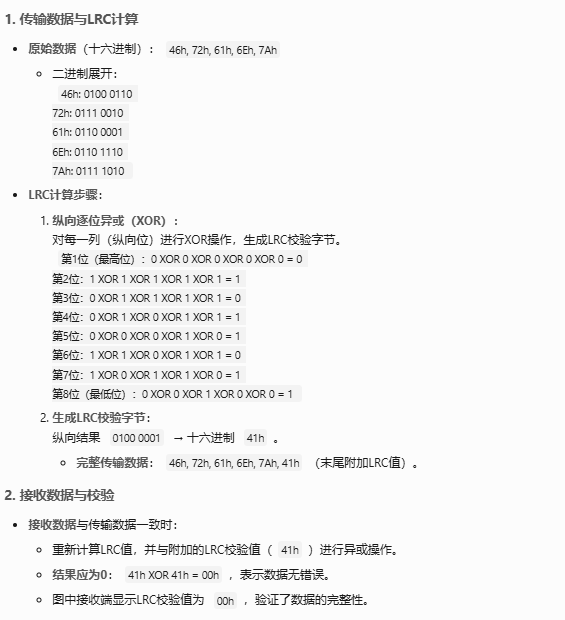 1. 传输数据与LRC计算
原始数据（十六进制）： 46h, 72h, 61h, 6Eh, 7Ah
二进制展开：
46h: 0100 0110
72h: 0111 0010
61h: 0110 0001
6Eh: 0110 1110
7Ah: 0111 1010
LRC计算步骤：
1. 纵向逐位异或（XOR）：
对每一列（纵向位）进行XOR操作，生成LRC校验字节。
第1位（最高位）：0 XOR 0 XOR 0 XOR 0 XOR 0 = 0
第2位：1 XOR 1 XOR 1 XOR 1 XOR 1 = 1
第3位：0 XOR 1 XOR 1 XOR 1 XOR 1 = 0
第4位：0 XOR 1 XOR 0 XOR 0 XOR 1 = 1
第5位：0 XOR 0 XOR 0 XOR 1 XOR 0 = 1
第6位：1 XOR 1 XOR 0 XOR 1 XOR 1 = 0
第7位：1 XOR 0 XOR 0 XOR 1 XOR 0 = 1
第8位（最低位）：0 XOR 0 XOR 1 XOR 0 XOR 0 = 1
2. 生成LRC校验字节：
纵向结果 0100 0001 → 十六进制 41h 。
完整传输数据： 46h, 72h, 61h, 6Eh, 7Ah, 41h （末尾附加LRC值）。
2. 接收数据与校验
接收数据与传输数据一致时：
重新计算LRC值，并与附加的LRC校验值（ 41h ）进行异或操作。
结果应为0： 41h XOR 41h = 00h ，表示数据无错误。
图中接收端显示LRC校验值为 00h ，验证了数据的完整性。